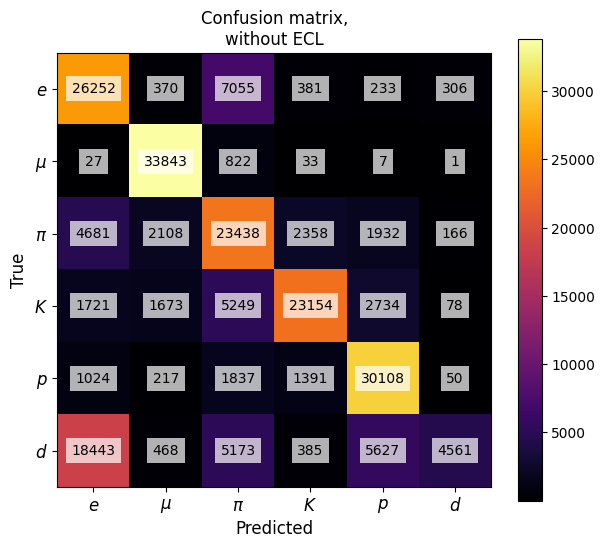 Confusion matrix,
without ECL
e 26252 370 7055 381 233 306
μ 27 33843 822 33 7 1
π 4681 2108 23438 2358 1932 166
K 1721 1673 5249 23154 2734 78
p 1024 217 1837 1391 30108 50
d 18443 468 5173 385 5627 4561
e μ π K p d
Predicted
True
30000
25000
20000
15000
10000
5000